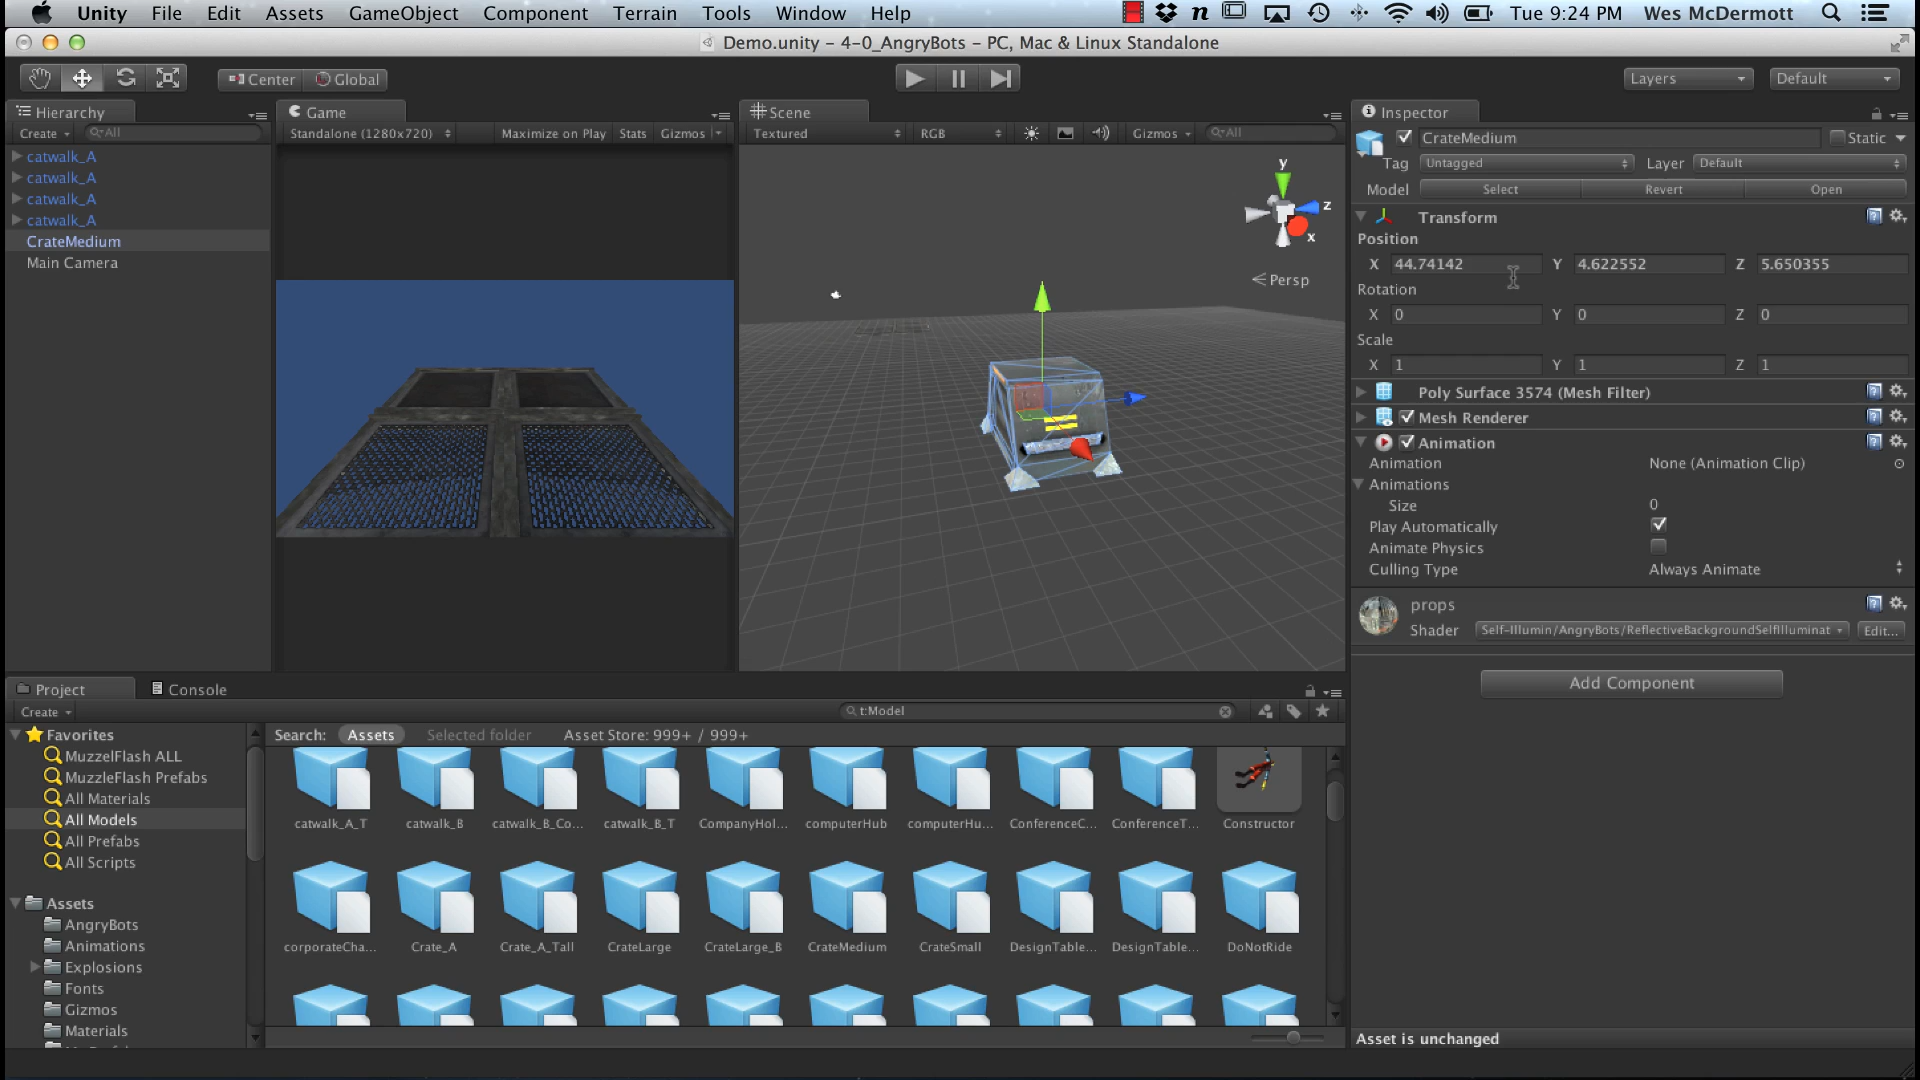 Unity File Edit Assets GameObject Component Terrain Tools Window Help n Tue 9:24 PM Wes McDermott
Demo.unity – 4-0_AngryBots – PC, Mac & Linux Standalone
Center Global Layers Default
Hierarchy
Create All
catwalk_A
catwalk_A
catwalk_A
catwalk_A
CrateMedium
Main Camera
Game
Standalone (1280x720) Maximize on Play Stats Gizmos
Scene
Textured RGB Gizmos All
y
z
x
Persp
Inspector
CrateMedium Static
Tag Untagged Layer Default
Model Select Revert Open
Transform
Position
X 44.74142 Y 4.622552 Z 5.650355
Rotation
X 0 Y 0 Z 0
Scale
X 1 Y 1 Z 1
Poly Surface 3574 (Mesh Filter)
Mesh Renderer
Animation
Animation None (Animation Clip)
Animations
Size 0
Play Automatically
Animate Physics
Culling Type Always Animate
props
Shader Self-Illumin/AngryBots/ReflectiveBackgroundSelfIlluminat Edit...
Add Component
Asset is unchanged
Project Console
Create t:Model
Favorites
MuzzelFlash ALL
MuzzleFlash Prefabs
All Materials
All Models
All Prefabs
All Scripts
Assets
AngryBots
Animations
Explosions
Fonts
Gizmos
Materials
Search: Assets Selected folder Asset Store: 999+ / 999+
catwalk_A_T catwalk_B catwalk_B_Co... catwalk_B_T CompanyHol... computerHub computerHu... ConferenceC... ConferenceT... Constructor
corporateCha... Crate_A Crate_A_Tall CrateLarge CrateLarge_B CrateMedium CrateSmall DesignTable... DesignTable... DoNotRide